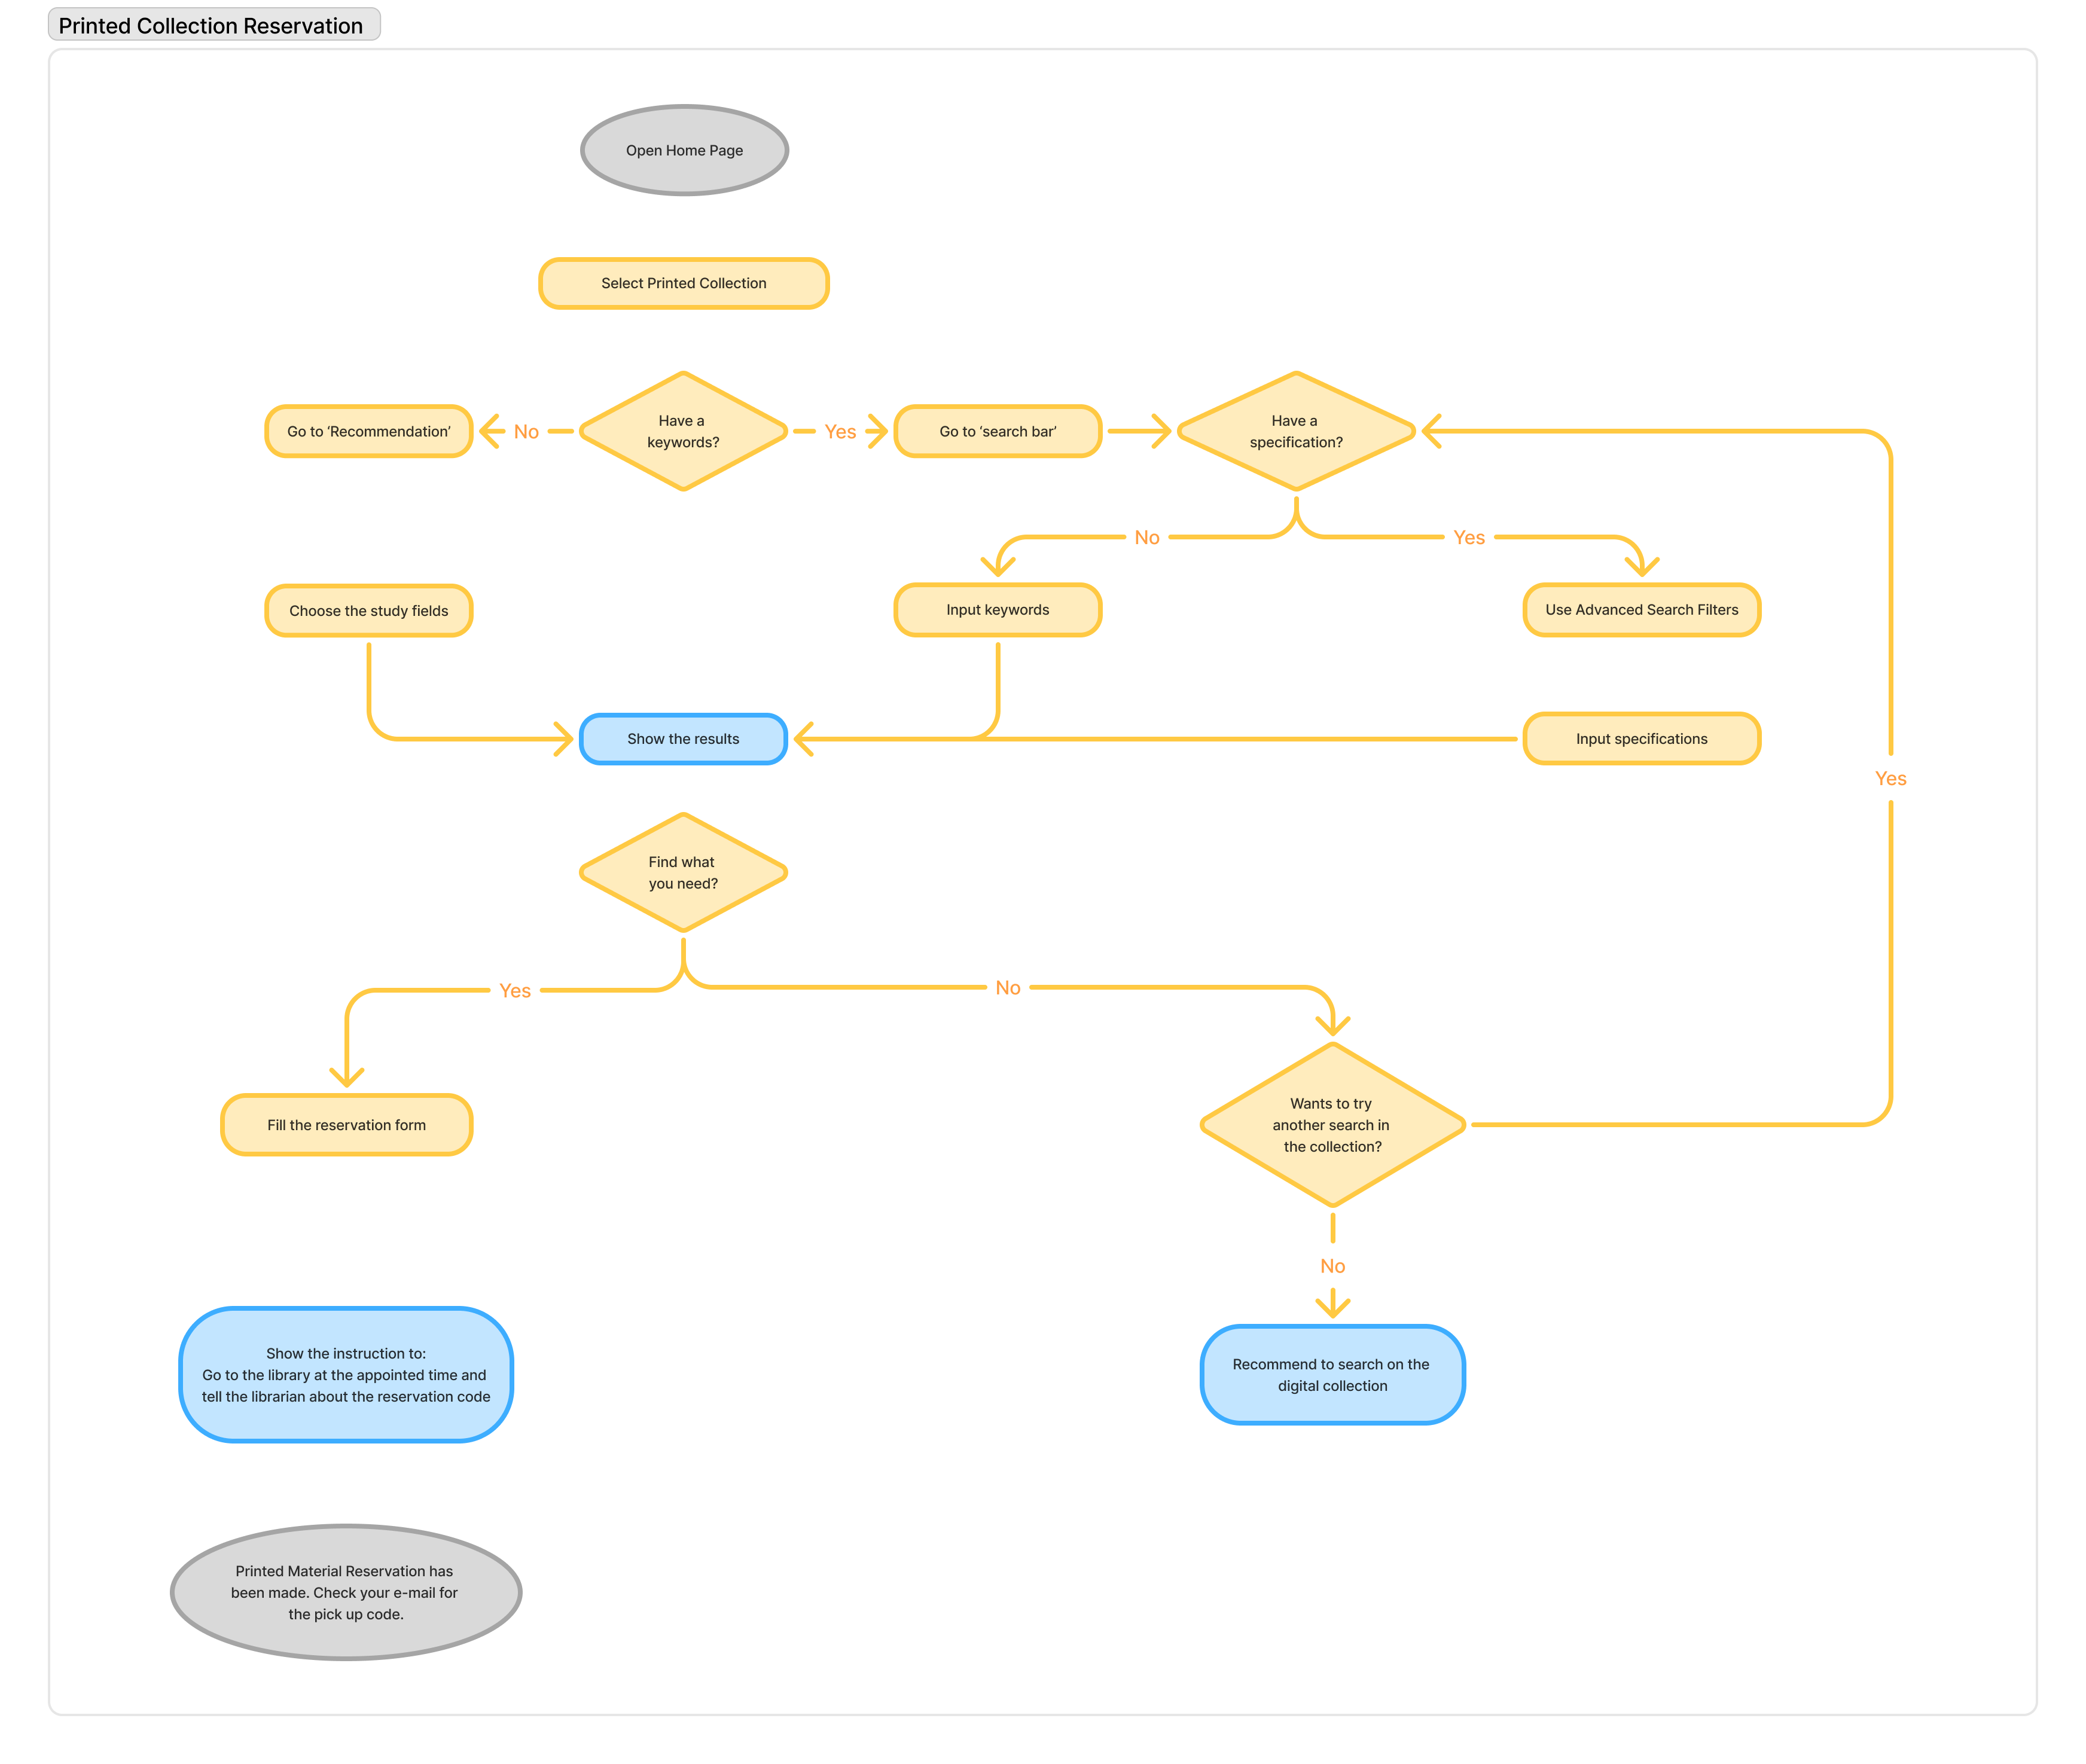 Printed Collection Reservation
Open Home Page
Select Printed Collection
Go to ‘Recommendation’
No
Have a
keywords?
Yes
Go to ‘search bar’
Have a
specification?
No
Yes
Choose the study fields
Input keywords
Use Advanced Search Filters
Show the results
Input specifications
Yes
Find what
you need?
Yes
No
Fill the reservation form
Wants to try
another search in
the collection?
No
Show the instruction to:
Go to the library at the appointed time and
tell the librarian about the reservation code
Recommend to search on the
digital collection
Printed Material Reservation has
been made. Check your e-mail for
the pick up code.